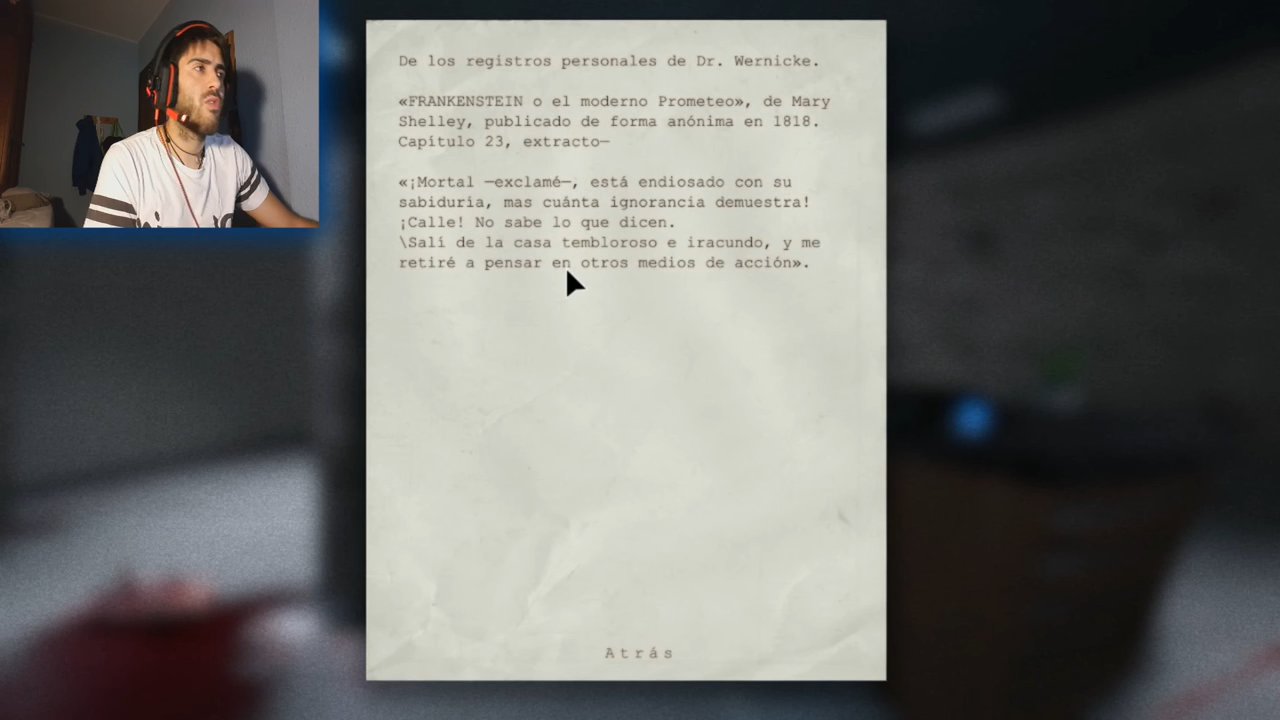 De los registros personales de Dr. Wernicke.
«FRANKENSTEIN o el moderno Prometeo», de Mary
Shelley, publicado de forma anónima en 1818.
Capítulo 23, extracto—
«¡Mortal —exclamé—, está endiosado con su
sabiduría, mas cuánta ignorancia demuestra!
¡Calle! No sabe lo que dicen.
\Salí de la casa tembloroso e iracundo, y me
retiré a pensar en otros medios de acción».
Atrás